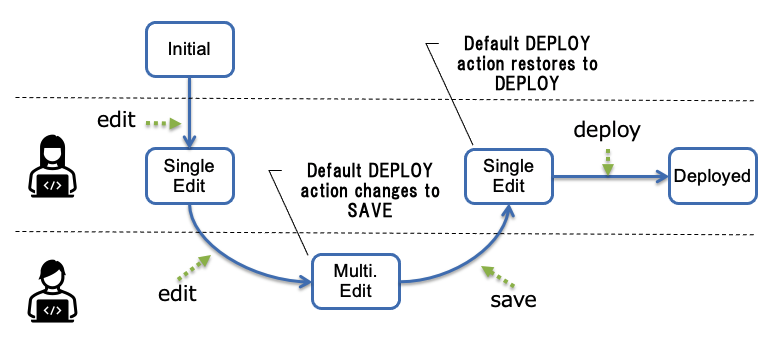 Initial
Default DEPLOY
action restores to
DEPLOY
edit
deploy
Single
Edit
Default DEPLOY
action changes to
SAVE
Single
Edit
Deployed
edit
Multi.
Edit
save